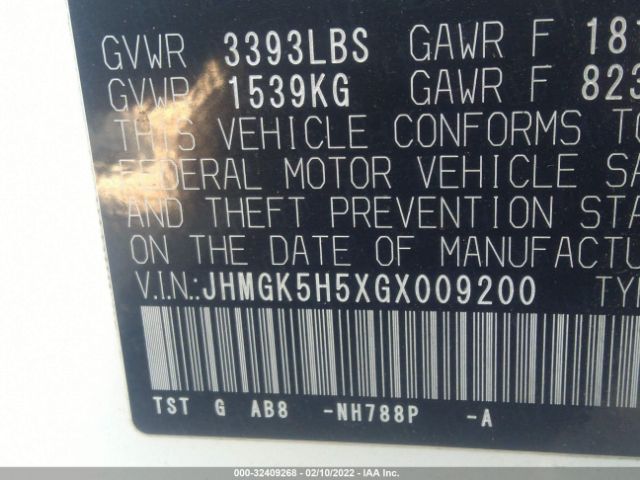 GVWR 3393LBS GAWR F 181
GVWR 1539KG GAWR F 823
THIS VEHICLE CONFORMS TO
FEDERAL MOTOR VEHICLE SA
AND THEFT PREVENTION STA
ON THE DATE OF MANUFACTU
V.I.N.:JHMGK5H5XGX009200 TYP
TST G AB8 -NH788P -A
000-32409268 - 02/10/2022 - IAA Inc.